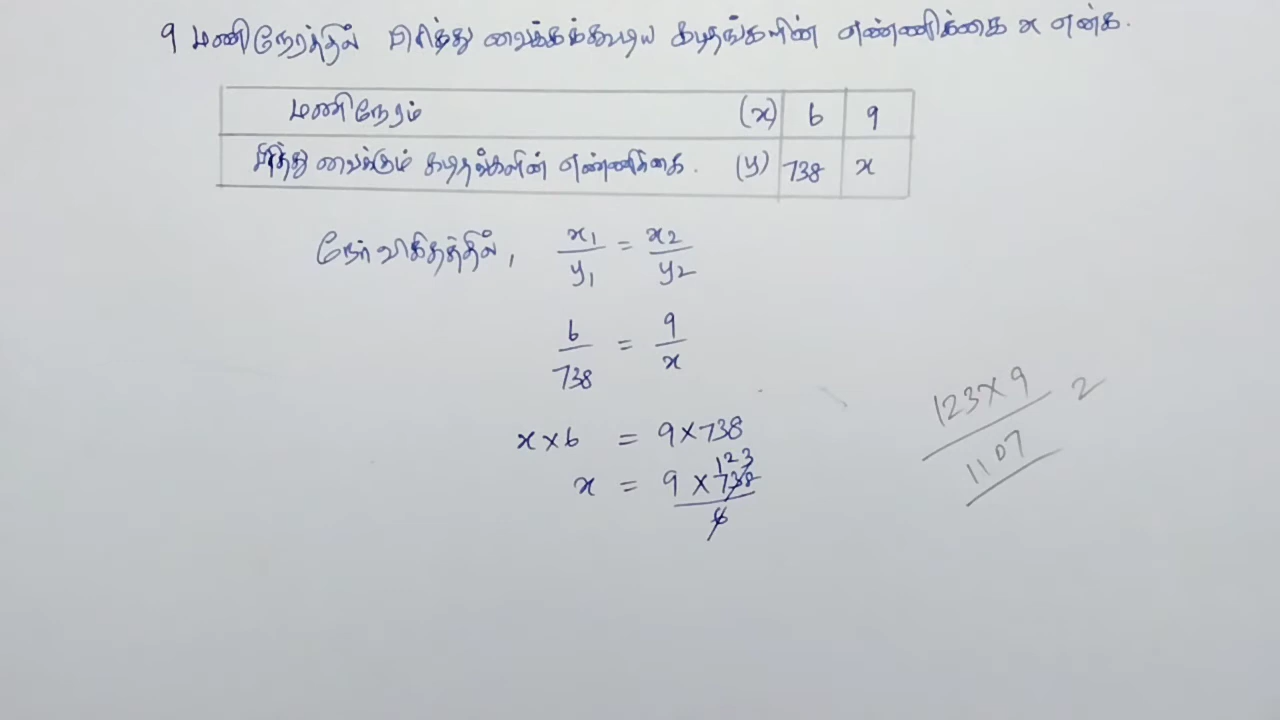 9 மணிநேரத்தில் பிரித்து வைக்கக்கூடிய கடிதங்களின் எண்ணிக்கை x என்க.
மணிநேரம் (x) 6 9
பிரித்து வைக்கும் கடிதங்களின் எண்ணிக்கை. (y) 738 x
நேர் விகிதத்தில், x₁/y₁ = x₂/y₂
6/738 = 9/x
x × 6 = 9 × 738
123
x = 9 × 738/6
123 × 9 2
1107